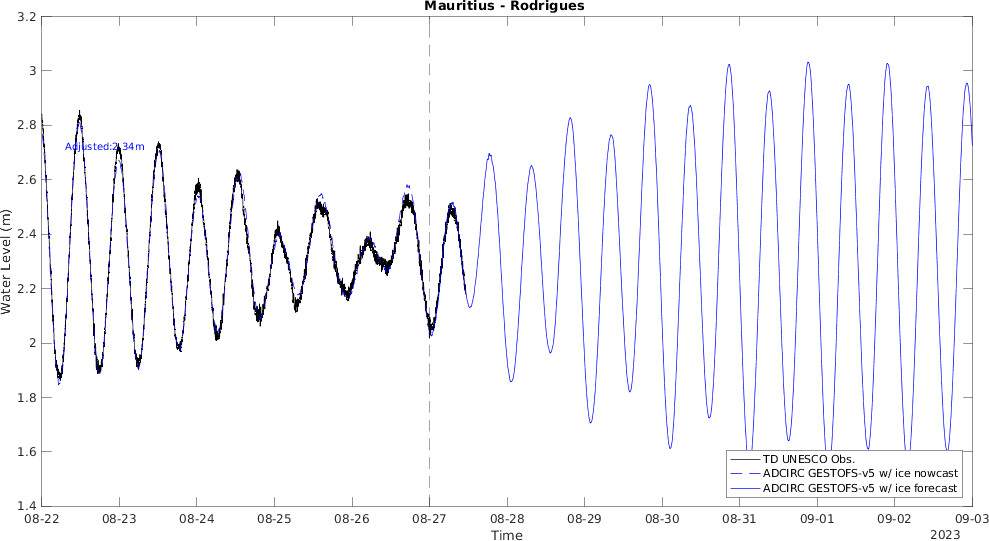 Mauritius - Rodrigues
3.2
3
2.8
2.6
2.4
2.2
2
1.8
1.6
1.4
Water Level (m)
Adjusted:2.34m
TD UNESCO Obs.
ADCIRC GESTOFS-v5 w/ ice nowcast
ADCIRC GESTOFS-v5 w/ ice forecast
08-22 08-23 08-24 08-25 08-26 08-27 08-28 08-29 08-30 08-31 09-01 09-02 09-03
Time
2023